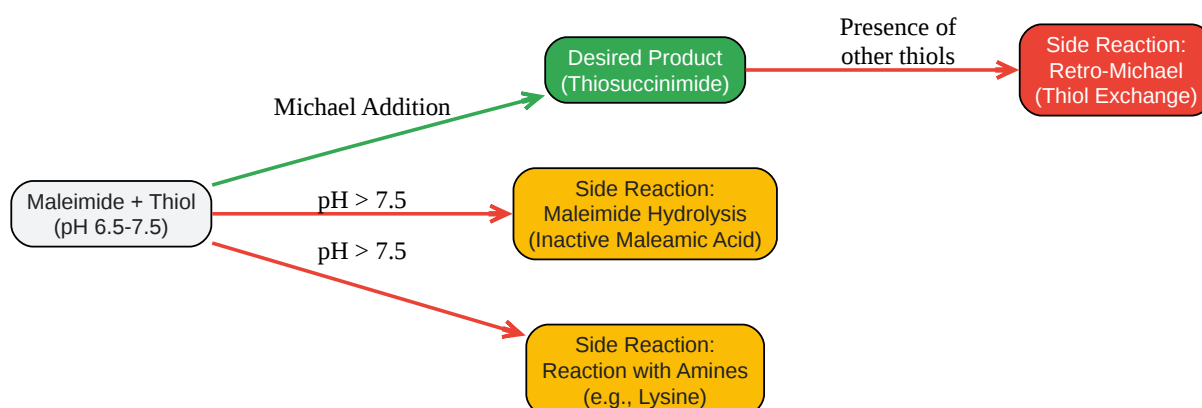 Presence of
other thiols
Side Reaction:
Retro-Michael
(Thiol Exchange)
Desired Product
(Thiosuccinimide)
Michael Addition
Maleimide + Thiol
(pH 6.5-7.5)
pH > 7.5
Side Reaction:
Maleimide Hydrolysis
(Inactive Maleamic Acid)
pH > 7.5
Side Reaction:
Reaction with Amines
(e.g., Lysine)